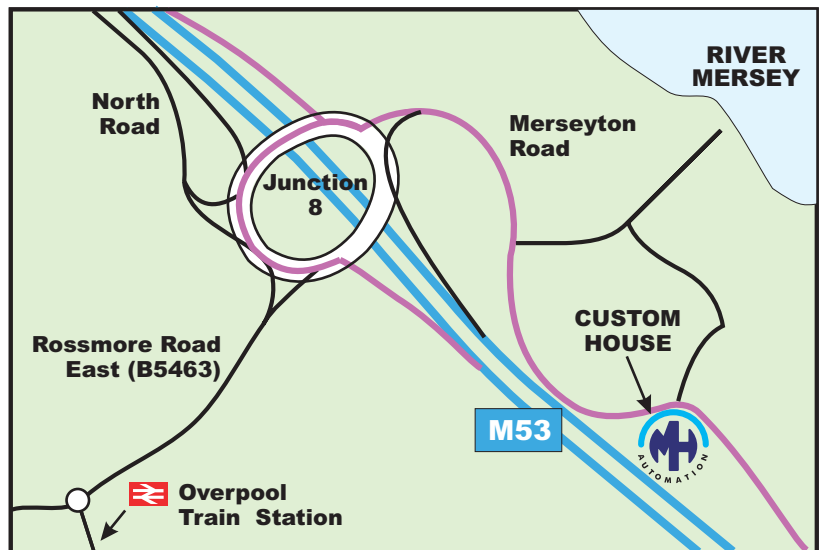 RIVER
MERSEY
North
Road
Merseyton
Road
Junction
8
CUSTOM
HOUSE
Rossmore Road
East (B5463)
M53
MH
AUTOMATION
Overpool
Train Station